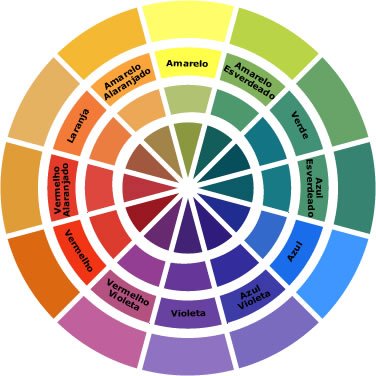 Amarelo
Amarelo
Esverdeado
Verde
Azul
Esverdeado
Azul
Azul
Violeta
Violeta
Vermelho
Violeta
Vermelho
Vermelho
Alaranjado
Laranja
Amarelo
Alaranjado